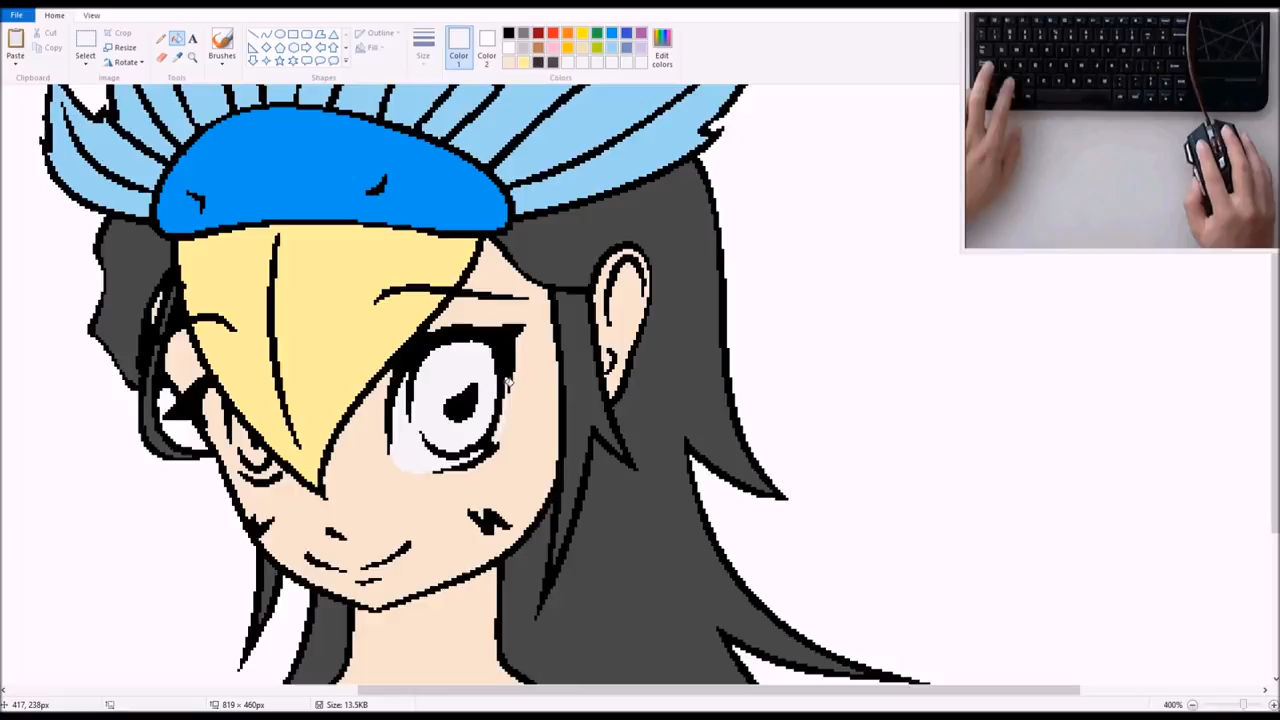 File Home View
Paste Cut Copy Clipboard
Select Crop Resize Rotate Image
A Tools
Brushes
Outline Fill Shapes
Size
Color 1 Color 2 Edit colors Colors
417, 238px 819 × 460px Size: 13.5KB 400%